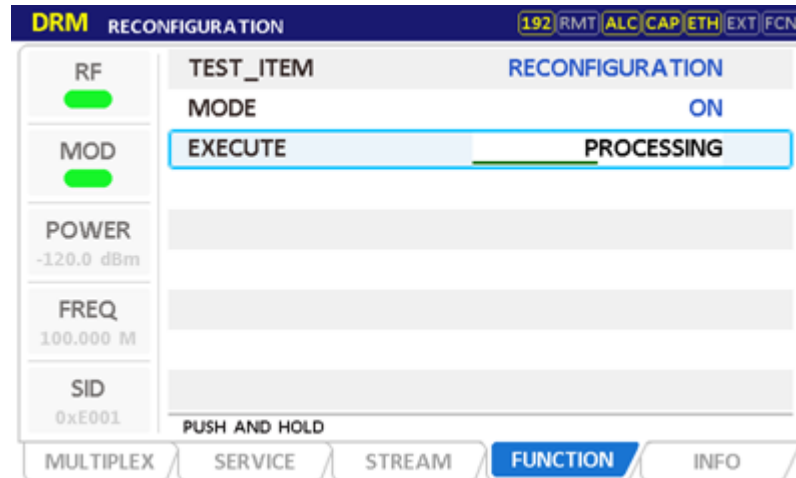 DRM RECONFIGURATION 192 RMT ALC CAP ETH EXT FCN
RF
MOD
POWER
-120.0 dBm
FREQ
100.000 M
SID
0xE001
TEST_ITEM RECONFIGURATION
MODE ON
EXECUTE PROCESSING
PUSH AND HOLD
MULTIPLEX SERVICE STREAM FUNCTION INFO